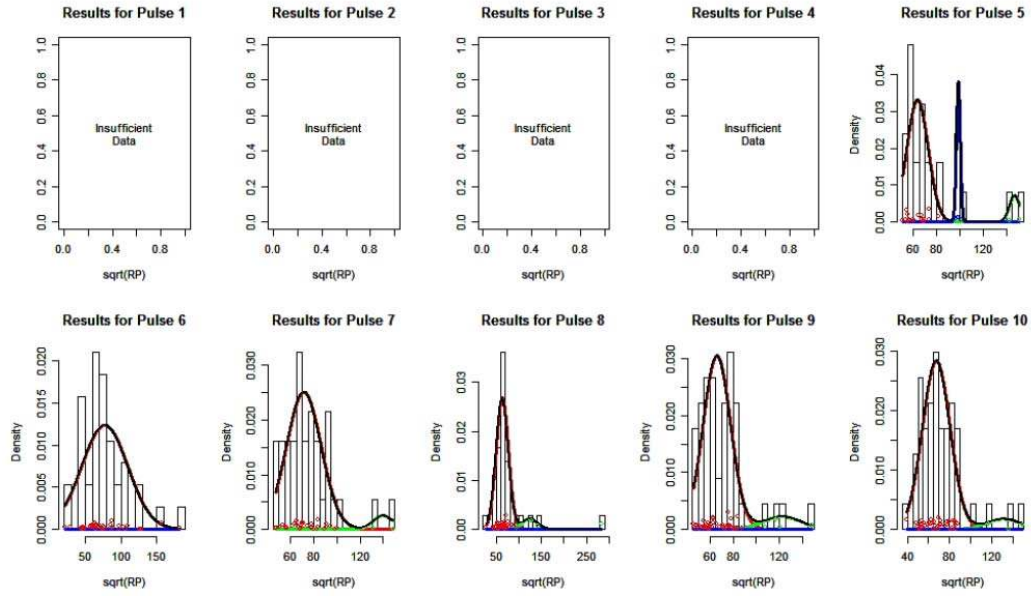 Results for Pulse 1
1.0
0.8
0.6
0.4
0.2
0.0
Insufficient
Data
0.0 0.4 0.8
sqrt(RP)
Results for Pulse 2
1.0
0.8
0.6
0.4
0.2
0.0
Insufficient
Data
0.0 0.4 0.8
sqrt(RP)
Results for Pulse 3
1.0
0.8
0.6
0.4
0.2
0.0
Insufficient
Data
0.0 0.4 0.8
sqrt(RP)
Results for Pulse 4
1.0
0.8
0.6
0.4
0.2
0.0
Insufficient
Data
0.0 0.4 0.8
sqrt(RP)
Results for Pulse 5
Density
0.04
0.03
0.02
0.01
0.00
60 80 120
sqrt(RP)
Results for Pulse 6
Density
0.020
0.015
0.010
0.005
0.000
50 100 150
sqrt(RP)
Results for Pulse 7
Density
0.030
0.020
0.010
0.000
60 80 120
sqrt(RP)
Results for Pulse 8
Density
0.03
0.02
0.01
0.00
50 150 250
sqrt(RP)
Results for Pulse 9
Density
0.030
0.020
0.010
0.000
60 80 120
sqrt(RP)
Results for Pulse 10
Density
0.030
0.020
0.010
0.000
40 60 80 120
sqrt(RP)